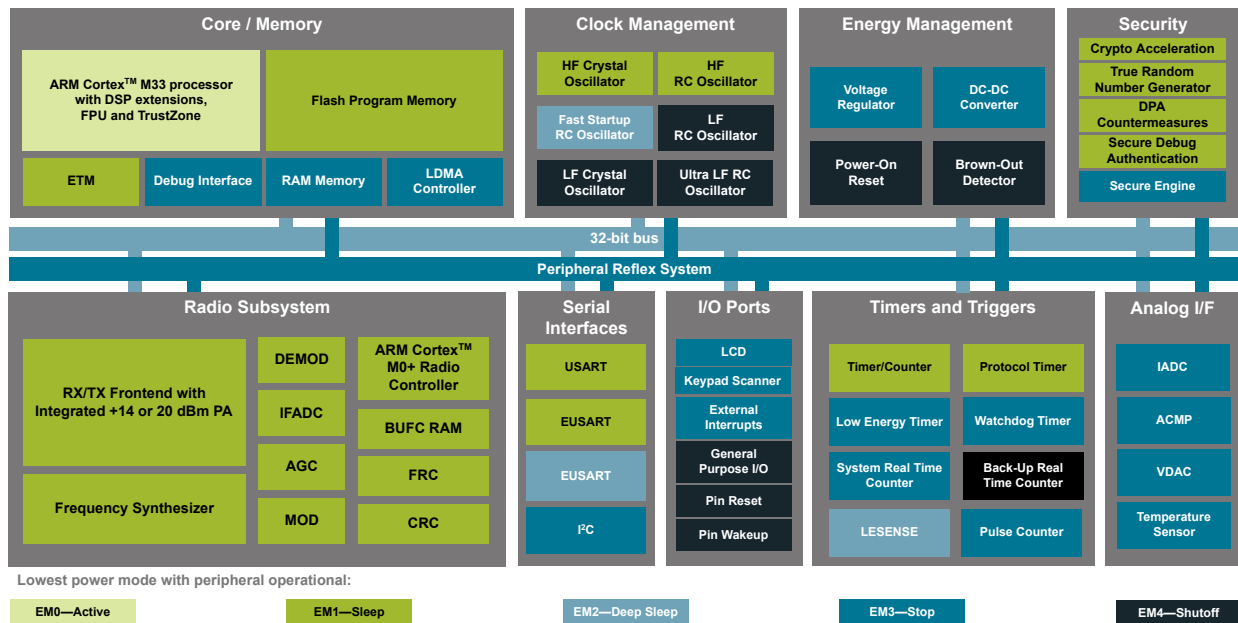 Core / Memory
ARM Cortex™ M33 processor
with DSP extensions,
FPU and TrustZone
Flash Program Memory
ETM
Debug Interface
RAM Memory
LDMA
Controller
Clock Management
HF Crystal
Oscillator
HF
RC Oscillator
Fast Startup
RC Oscillator
LF
RC Oscillator
LF Crystal
Oscillator
Ultra LF RC
Oscillator
Energy Management
Voltage
Regulator
DC-DC
Converter
Power-On
Reset
Brown-Out
Detector
Security
Crypto Acceleration
True Random
Number Generator
DPA
Countermeasures
Secure Debug
Authentication
Secure Engine
32-bit bus
Peripheral Reflex System
Radio Subsystem
RX/TX Frontend with
Integrated +14 or 20 dBm PA
Frequency Synthesizer
DEMOD
IFADC
AGC
MOD
ARM Cortex™
M0+ Radio
Controller
BUFC RAM
FRC
CRC
Serial
Interfaces
USART
EUSART
EUSART
I²C
I/O Ports
LCD
Keypad Scanner
External
Interrupts
General
Purpose I/O
Pin Reset
Pin Wakeup
Timers and Triggers
Timer/Counter
Protocol Timer
Low Energy Timer
Watchdog Timer
System Real Time
Counter
Back-Up Real
Time Counter
LESENSE
Pulse Counter
Analog I/F
IADC
ACMP
VDAC
Temperature
Sensor
Lowest power mode with peripheral operational:
EM0—Active
EM1—Sleep
EM2—Deep Sleep
EM3—Stop
EM4—Shutoff